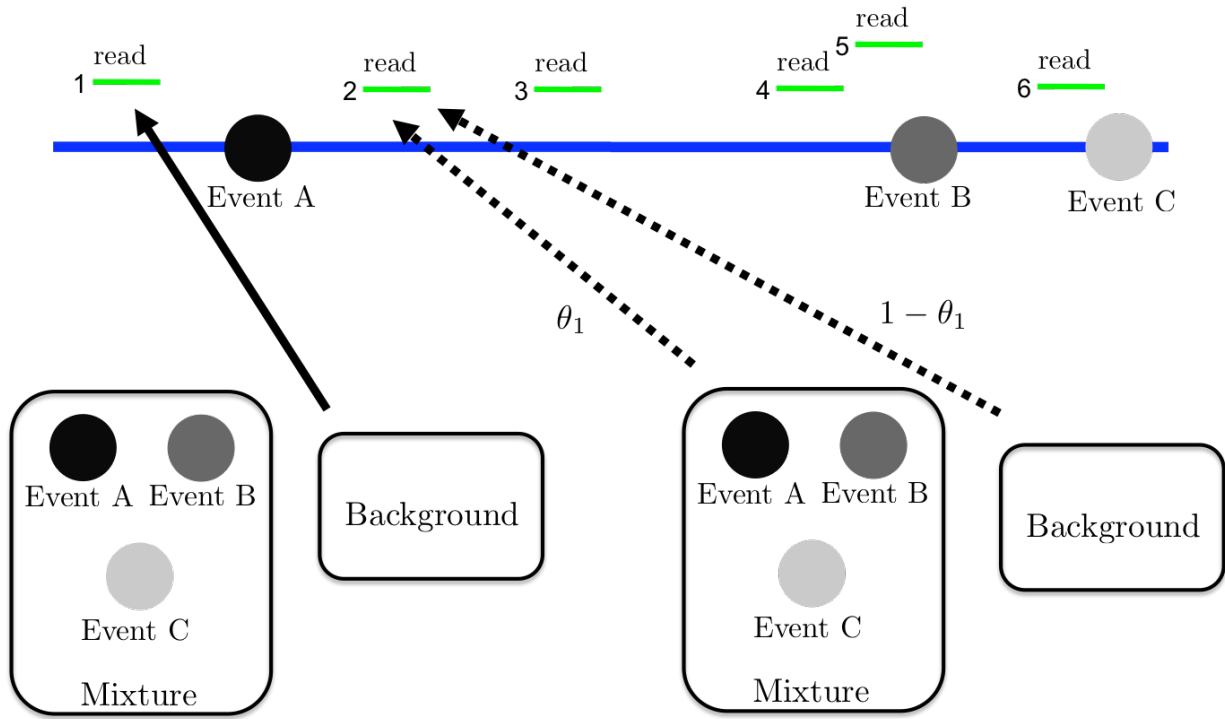 read
5
read
1
read
2
read
3
read
4
read
6
Event A
Event B
Event C
θ₁
1 − θ₁
Event A
Event B
Event C
Mixture
Background
Event A
Event B
Event C
Mixture
Background